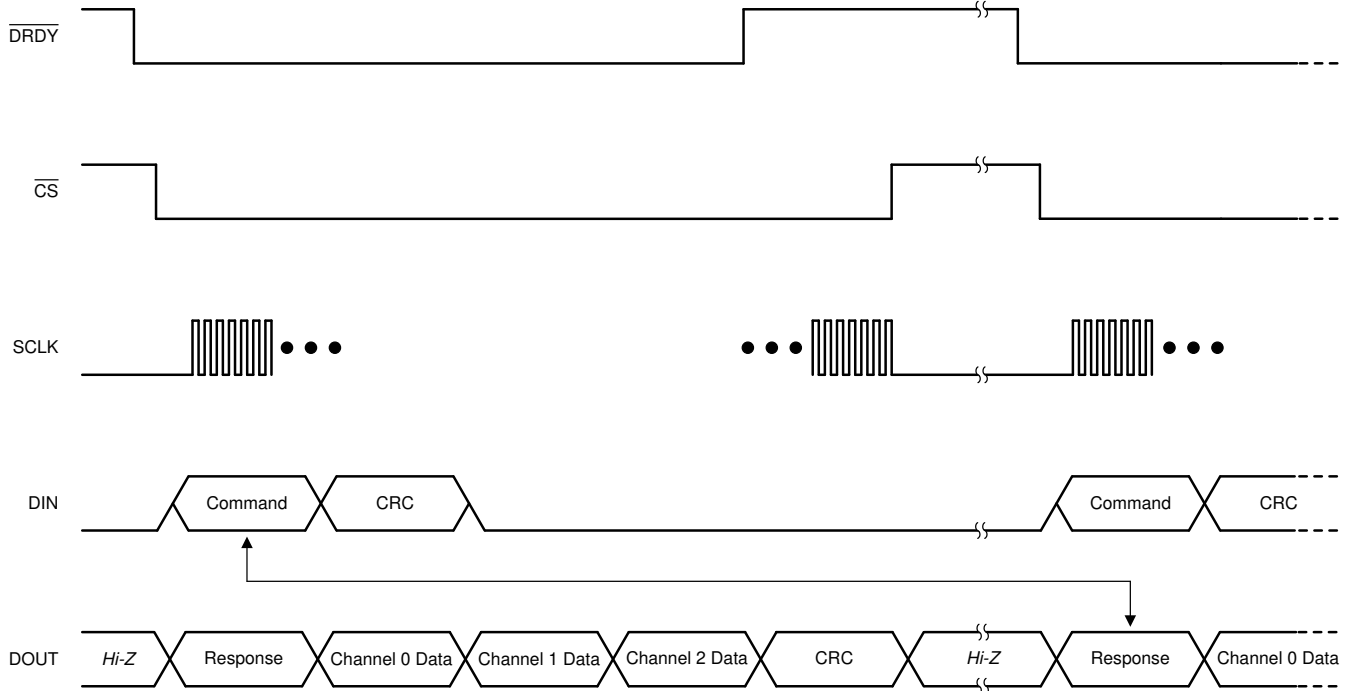 DRDY
CS
SCLK
DIN
Command
CRC
Command
CRC
DOUT
Hi-Z
Response
Channel 0 Data
Channel 1 Data
Channel 2 Data
CRC
Hi-Z
Response
Channel 0 Data